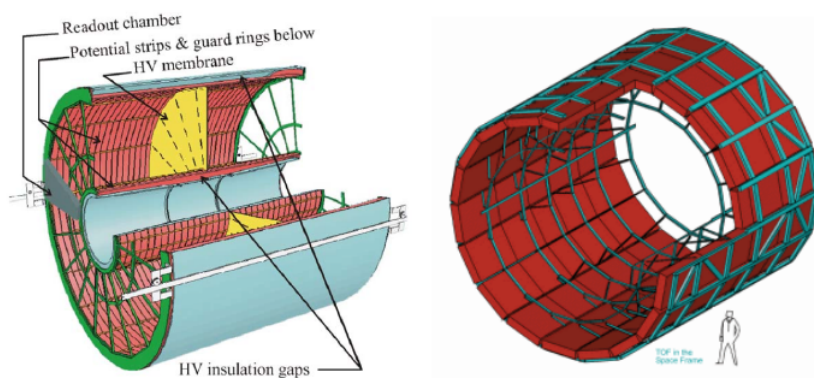 Readout chamber
Potential strips & guard rings below
HV membrane
HV insulation gaps
TOF in the
Space Frame